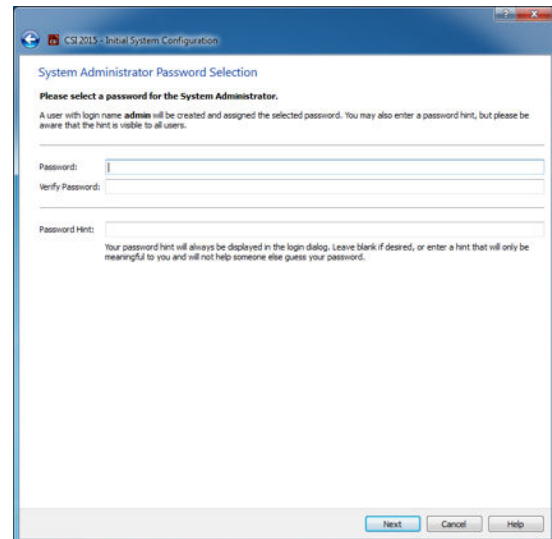 CSI 2015 - Initial System Configuration
System Administrator Password Selection
Please select a password for the System Administrator.
A user with login name admin will be created and assigned the selected password. You may also enter a password hint, but please be
aware that the hint is visible to all users.
Password:
Verify Password:
Password Hint:
Your password hint will always be displayed in the login dialog. Leave blank if desired, or enter a hint that will only be
meaningful to you and will not help someone else guess your password.
Next Cancel Help